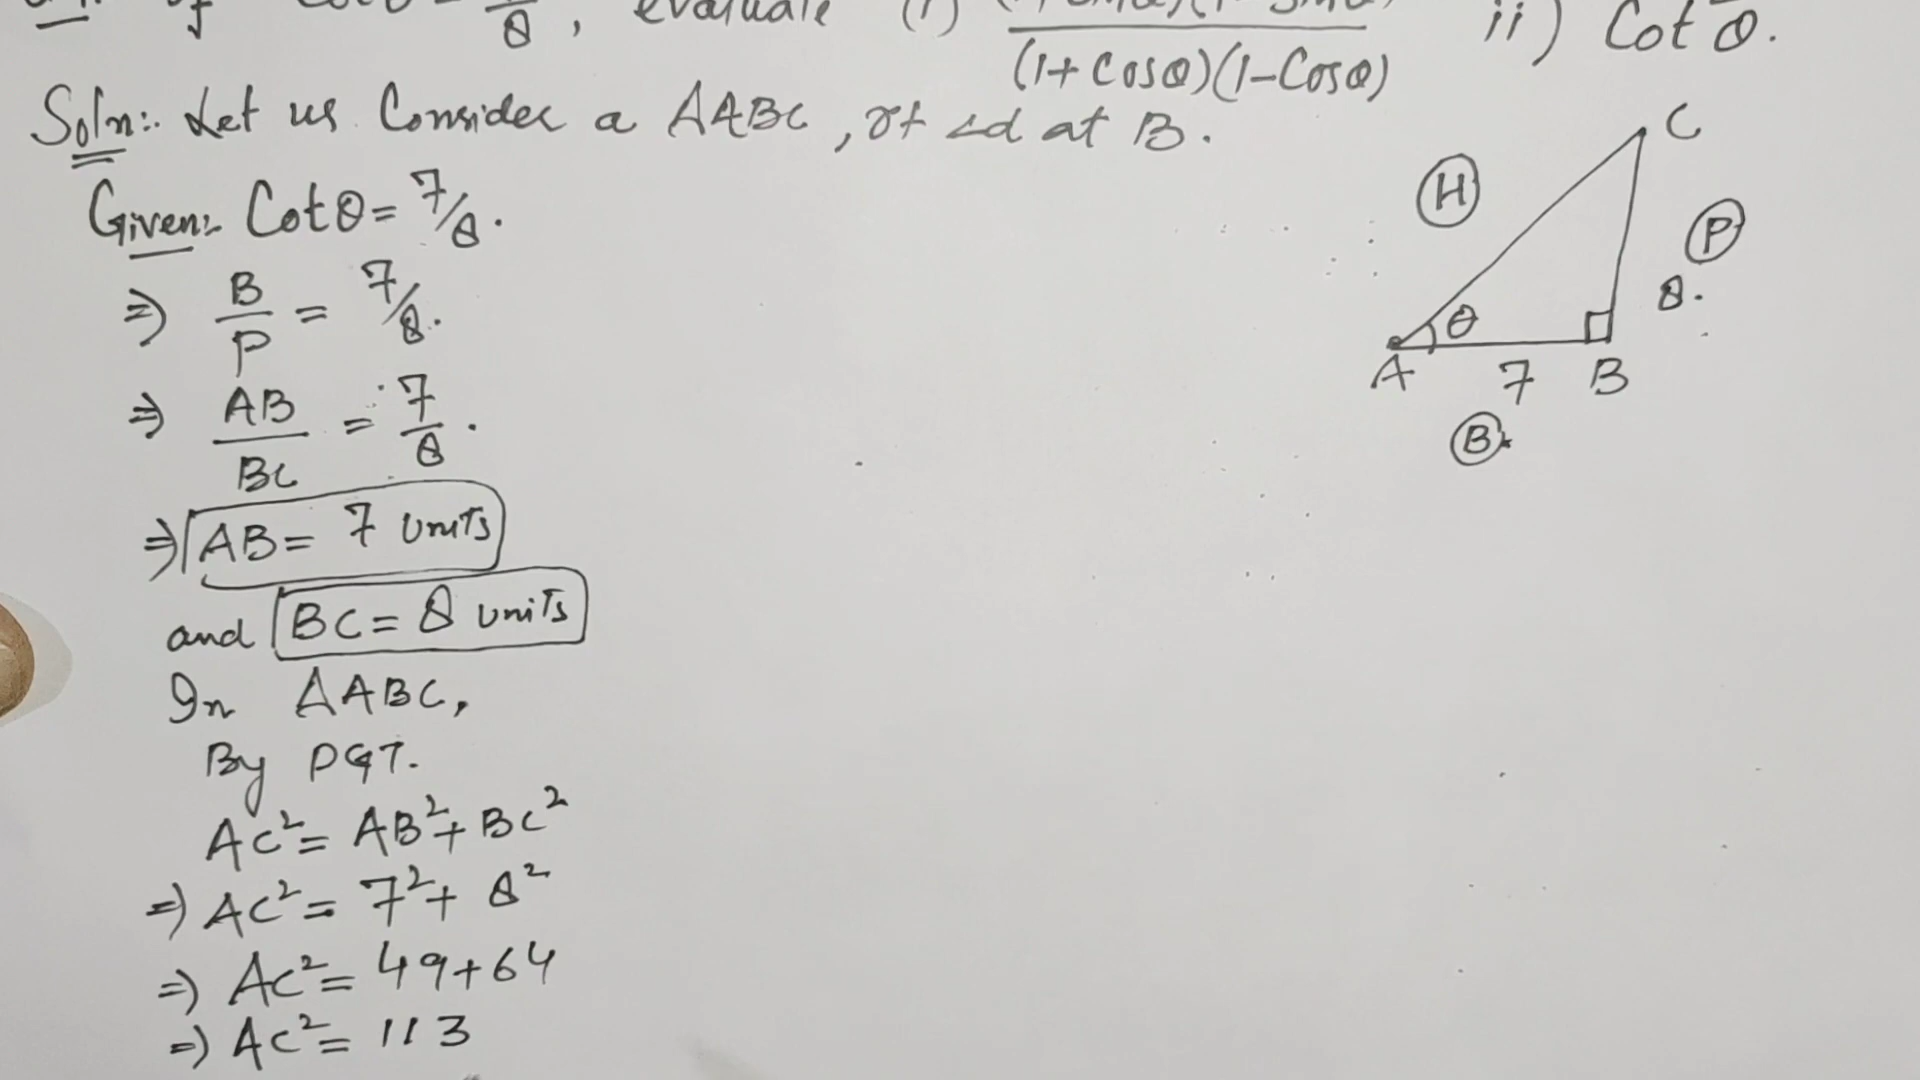 evaluate (i)
(1+Cosθ)(1-Cosθ)
ii) Cot θ.
Soln:. Let us Consider a ΔABC, rt ∠d at B.
Given:- Cotθ = 7/8.
⇒ B/P = 7/8.
⇒ AB/BC = 7/8.
⇒ AB = 7 units
and BC = 8 units
In ΔABC,
By PGT.
AC² = AB² + BC²
⇒ AC² = 7² + 8²
⇒ AC² = 49+64
⇒ AC² = 113
C
H
P
8.
θ
A 7 B
B